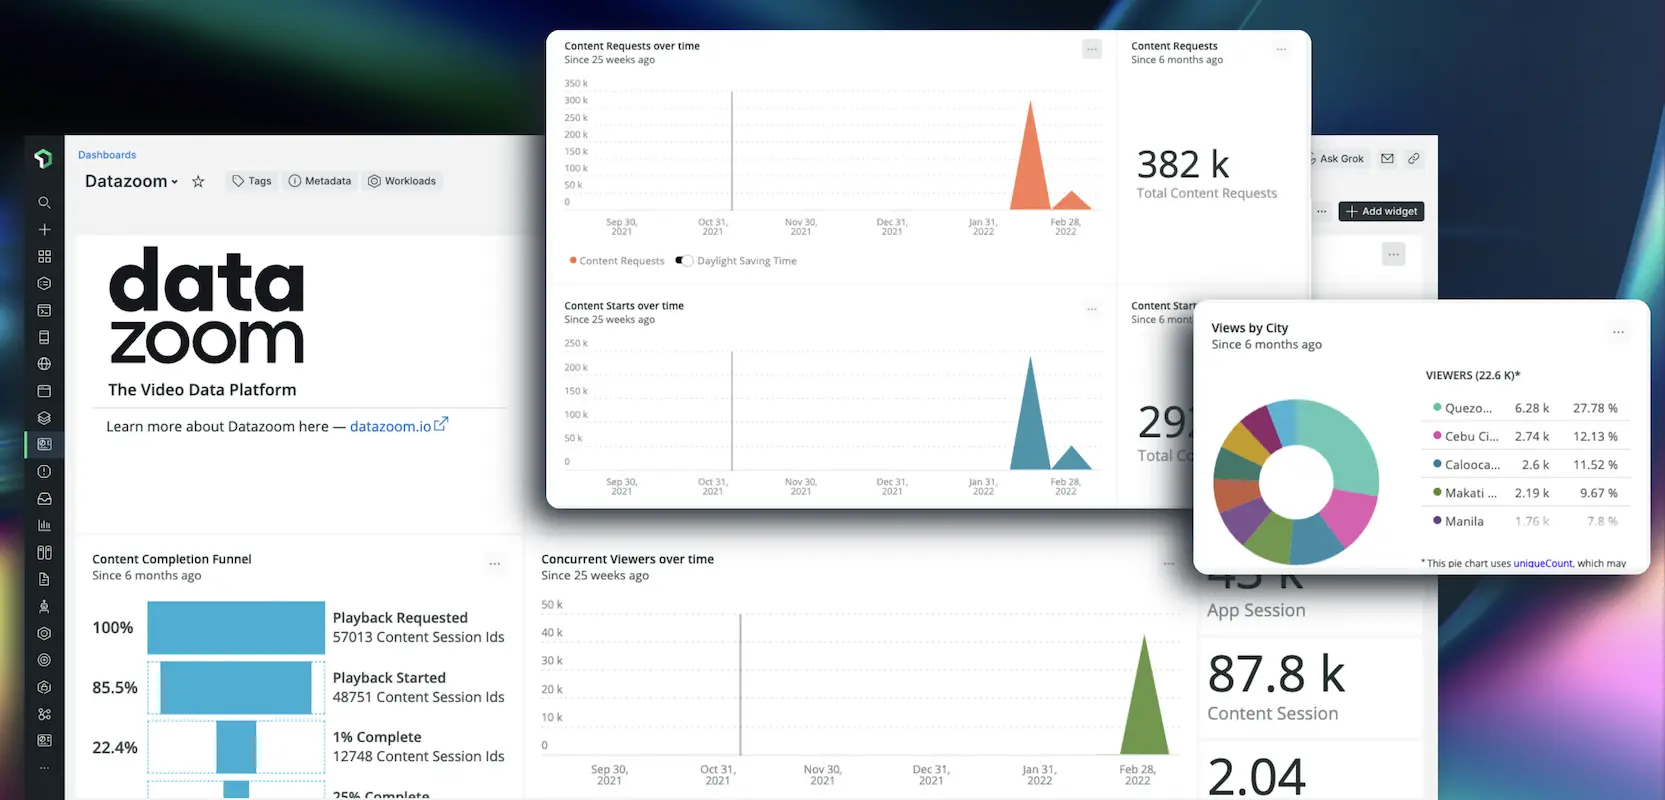 Dashboards
Datazoom
Tags
Metadata
Workloads
data
zoom
The Video Data Platform
Learn more about Datazoom here — datazoom.io
Content Requests over time
Since 25 weeks ago
350 k
300 k
250 k
200 k
150 k
100 k
50 k
0
Sep 30, 2021
Oct 31, 2021
Nov 30, 2021
Dec 31, 2021
Jan 31, 2022
Feb 28, 2022
Content Requests
Daylight Saving Time
Content Requests
Since 6 months ago
382 k
Total Content Requests
Ask Grok
Add widget
Content Starts over time
Since 25 weeks ago
250 k
200 k
150 k
100 k
50 k
0
Sep 30, 2021
Oct 31, 2021
Nov 30, 2021
Dec 31, 2021
Jan 31, 2022
Feb 28, 2022
Content Start
Since 6 mont
29
Total Co
Views by City
Since 6 months ago
VIEWERS (22.6 K)*
Quezo... 6.28 k 27.78 %
Cebu Ci... 2.74 k 12.13 %
Calooca... 2.6 k 11.52 %
Makati ... 2.19 k 9.67 %
Manila 1.76 k 7.8 %
* This pie chart uses uniqueCount, which may
Content Completion Funnel
Since 6 months ago
100%
Playback Requested
57013 Content Session Ids
85.5%
Playback Started
48751 Content Session Ids
22.4%
1% Complete
12748 Content Session Ids
25% Complete
Concurrent Viewers over time
Since 25 weeks ago
50 k
40 k
30 k
20 k
10 k
0
Sep 30, 2021
Oct 31, 2021
Nov 30, 2021
Dec 31, 2021
Jan 31, 2022
Feb 28, 2022
App Session
87.8 k
Content Session
2.04